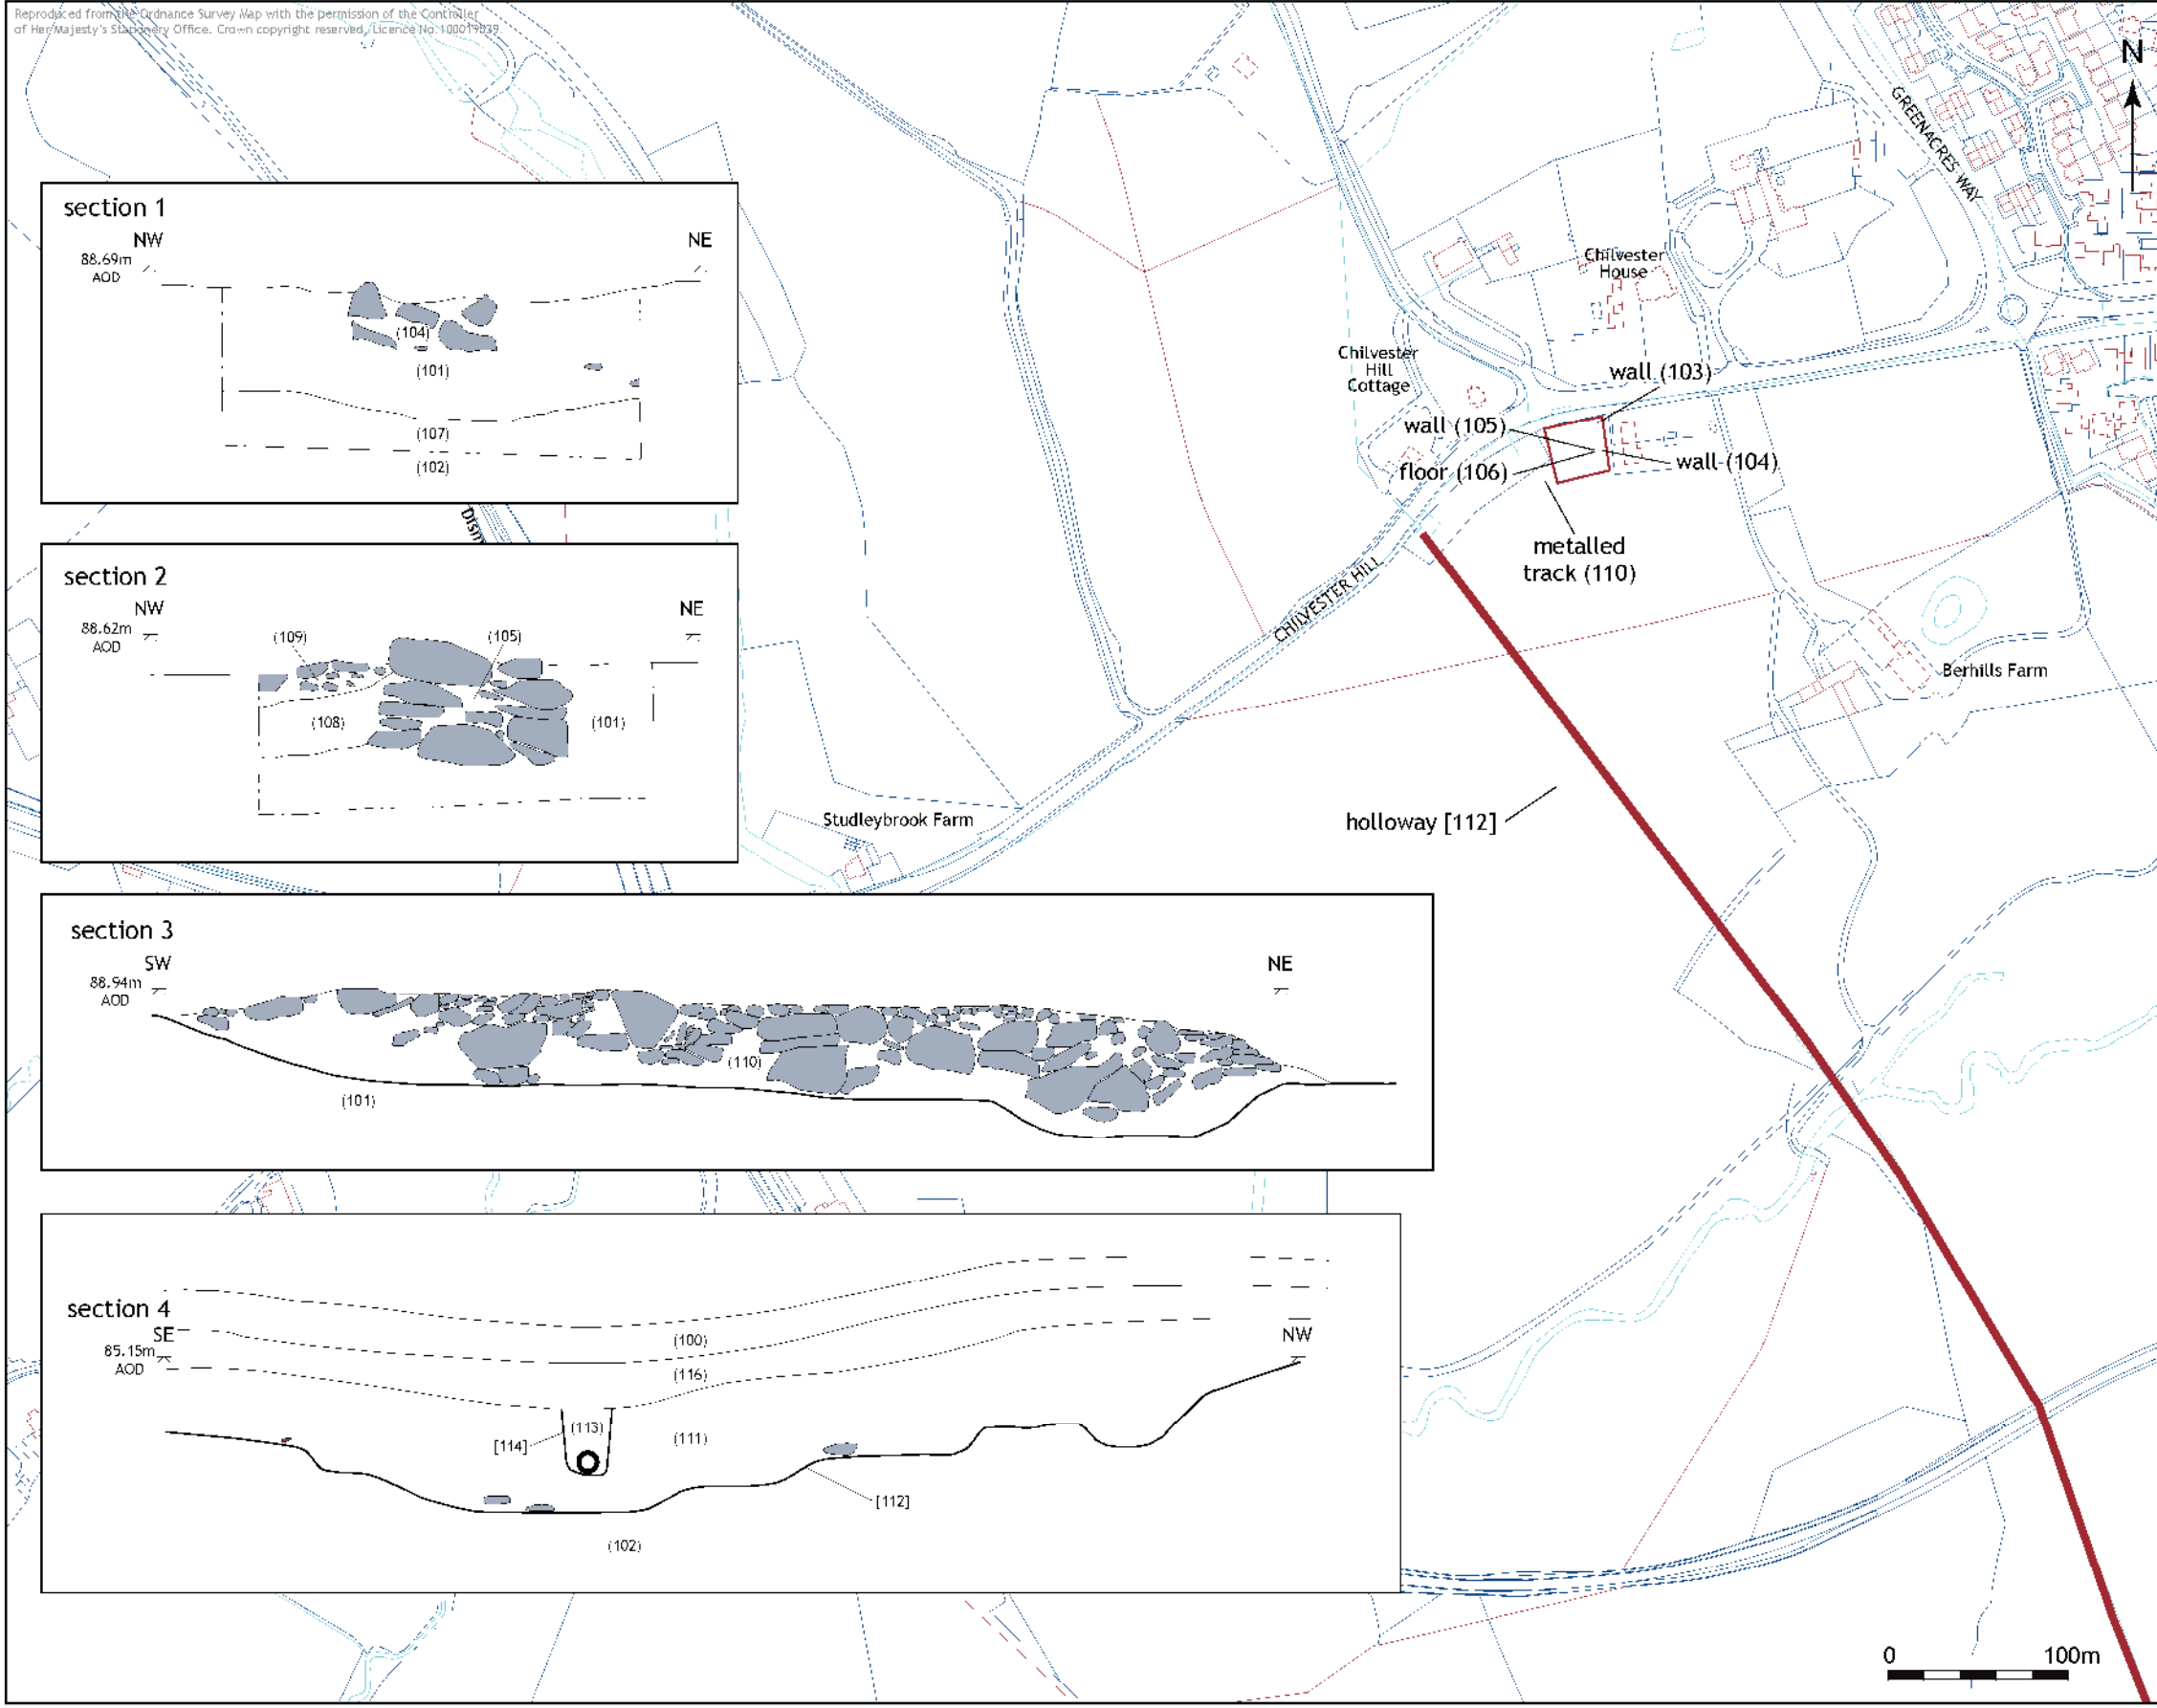 Reproduced from the Ordnance Survey Map with the permission of the Controller
of Her Majesty's Stationery Office. Crown copyright reserved, Licence No.
N
GREENACRES WAY
section 1
NW
NE
88.69m
AOD
(104)
(101)
(107)
(102)
Chilvester
House
Chilvester
Hill
Cottage
wall (103)
wall (105)
floor (106)
wall (104)
metalled
track (110)
CHILVESTER HILL
section 2
NW
NE
88.62m
AOD
(109)
(105)
(108)
(101)
Berhills Farm
holloway [112]
Studleybrook Farm
section 3
SW
NE
88.94m
AOD
(110)
(101)
section 4
SE
NW
85.15m
AOD
(100)
(116)
(113)
[114]
(111)
[112]
(102)
0 100m